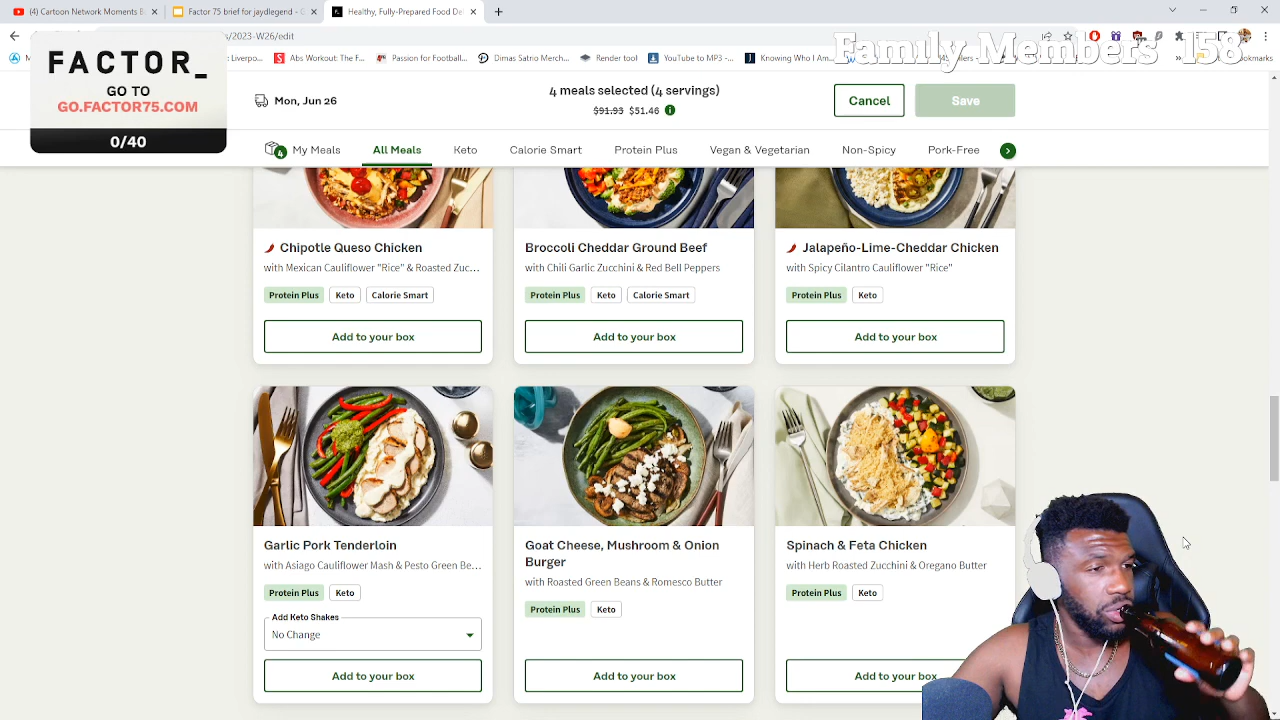 (4) Cartoon Network Moments B
Factor 75 brief for jaydlegend - G
Healthy, Fully-Prepared Food De
s/2023-W26/edit
Liverpo...
Abs Workout: The F...
Passion for Football...
Dimas Satrio Merch...
Render tool
YouTube to MP3 -...
Knowing Who I Am...
Bookmarks
Family Members 158
FACTOR_
GO TO
GO.FACTOR75.COM
0/40
Mon, Jun 26
4 meals selected (4 servings)
$91.93 $51.46
Cancel
Save
4 My Meals
All Meals
Keto
Calorie Smart
Protein Plus
Vegan & Vegetarian
Non-Spicy
Pork-Free
Chipotle Queso Chicken
with Mexican Cauliflower "Rice" & Roasted Zuc...
Protein Plus
Keto
Calorie Smart
Add to your box
Broccoli Cheddar Ground Beef
with Chili Garlic Zucchini & Red Bell Peppers
Protein Plus
Keto
Calorie Smart
Add to your box
Jalapeño-Lime-Cheddar Chicken
with Spicy Cilantro Cauliflower "Rice"
Protein Plus
Keto
Add to your box
Garlic Pork Tenderloin
with Asiago Cauliflower Mash & Pesto Green Be...
Protein Plus
Keto
Add Keto Shakes
No Change
Add to your box
Goat Cheese, Mushroom & Onion
Burger
with Roasted Green Beans & Romesco Butter
Protein Plus
Keto
Add to your box
Spinach & Feta Chicken
with Herb Roasted Zucchini & Oregano Butter
Protein Plus
Keto
Add to your box